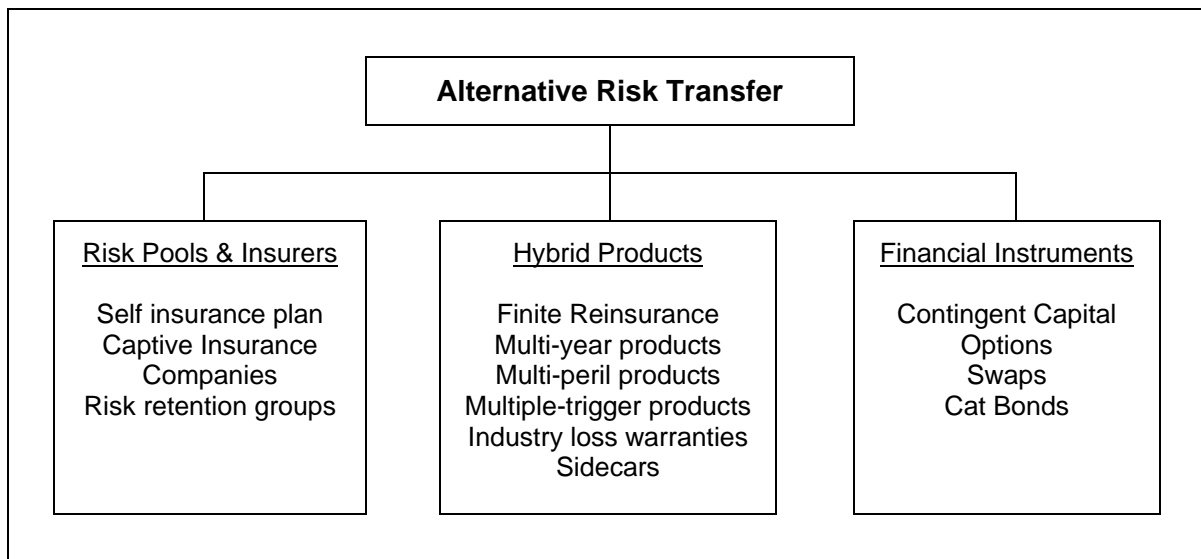 Alternative Risk Transfer
Risk Pools & Insurers
Self insurance plan
Captive Insurance
Companies
Risk retention groups
Hybrid Products
Finite Reinsurance
Multi-year products
Multi-peril products
Multiple-trigger products
Industry loss warranties
Sidecars
Financial Instruments
Contingent Capital
Options
Swaps
Cat Bonds